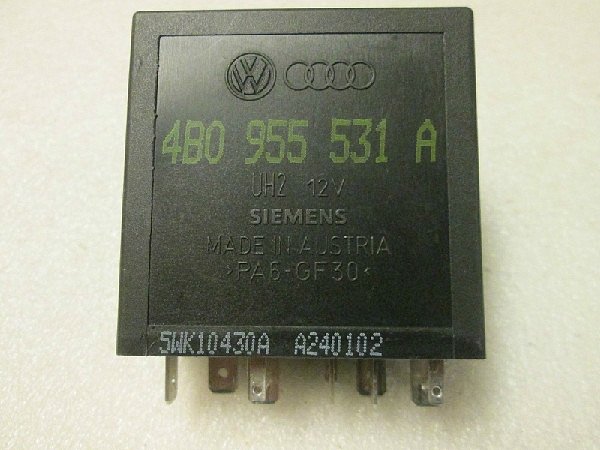 4B0 955 531 A
UH2 12V
SIEMENS
MADE IN AUSTRIA
>PA6-GF30<
5WK10430A A240102